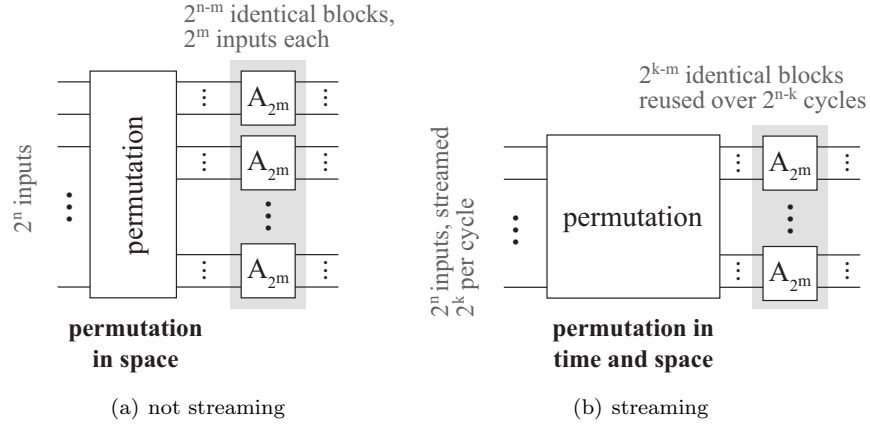 2^{n-m} identical blocks,
2^m inputs each
2^n inputs
permutation
A_{2^m}
A_{2^m}
A_{2^m}
permutation
in space
(a) not streaming
2^{k-m} identical blocks
reused over 2^{n-k} cycles
2^n inputs, streamed
2^k per cycle
permutation
A_{2^m}
A_{2^m}
permutation in
time and space
(b) streaming